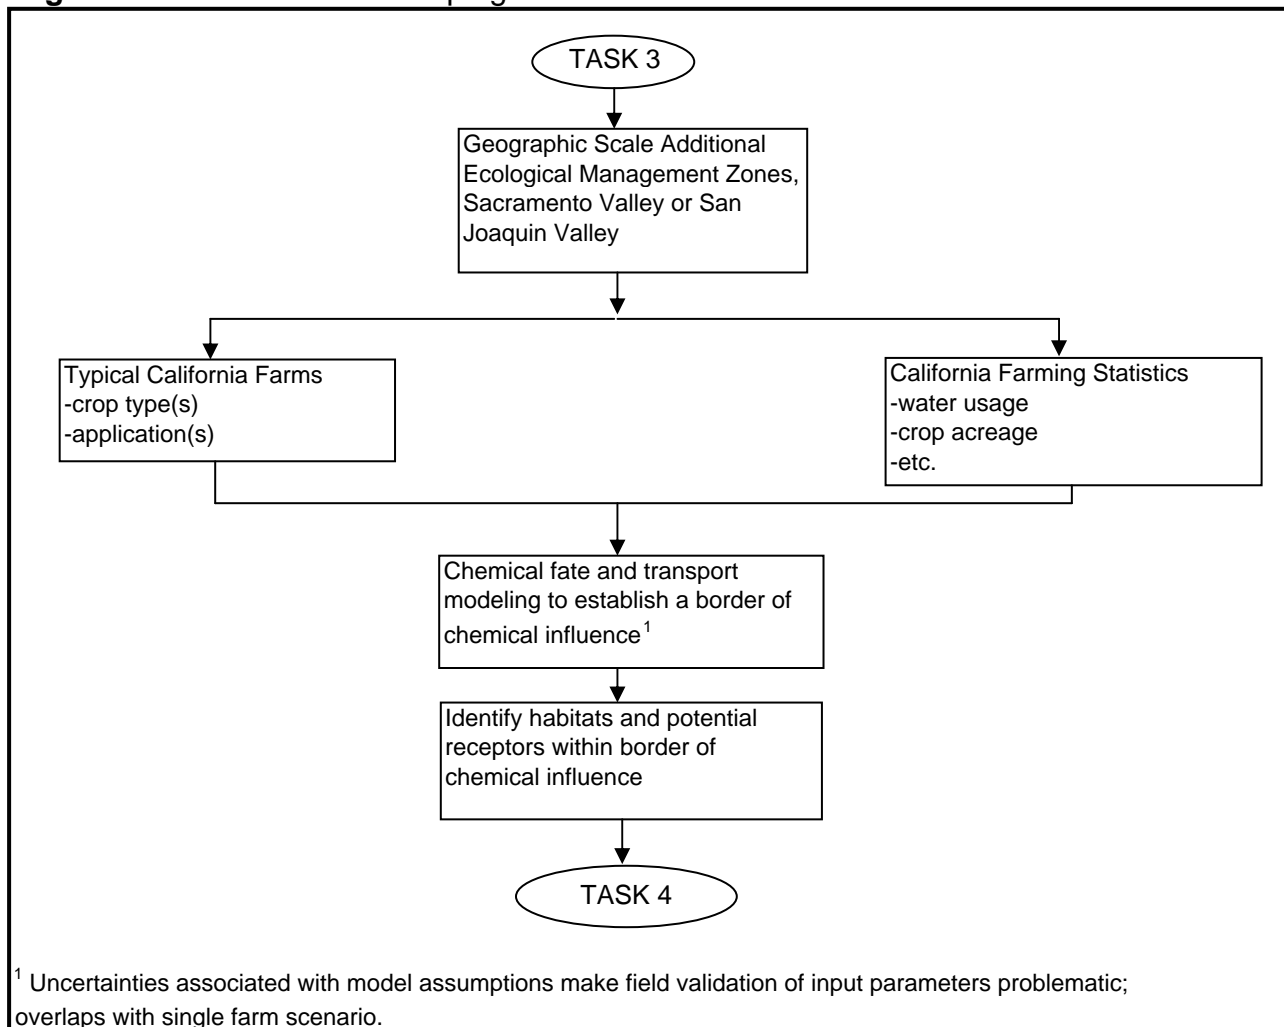 TASK 3
Geographic Scale Additional
Ecological Management Zones,
Sacramento Valley or San
Joaquin Valley
Typical California Farms
-crop type(s)
-application(s)
California Farming Statistics
-water usage
-crop acreage
-etc.
Chemical fate and transport
modeling to establish a border of
chemical influence¹
Identify habitats and potential
receptors within border of
chemical influence
TASK 4
¹ Uncertainties associated with model assumptions make field validation of input parameters problematic;
overlaps with single farm scenario.